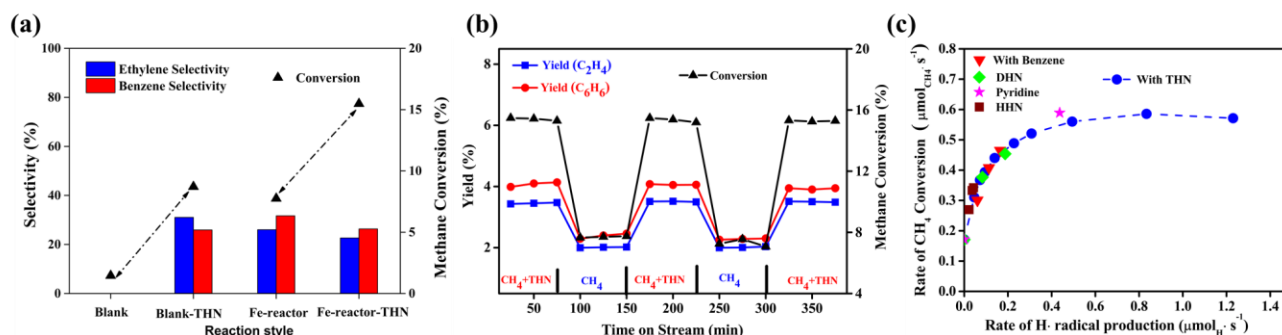 (a)
Selectivity (%)
100
80
60
40
20
0
Ethylene Selectivity
Benzene Selectivity
Conversion
20
15
10
5
0
Methane Conversion (%)
Blank
Blank-THN
Fe-reactor
Fe-reactor-THN
Reaction style
(b)
Yield (%)
8
6
4
2
Yield (C₂H₄)
Yield (C₆H₆)
Conversion
20
16
12
8
4
Methane Conversion (%)
CH₄+THN
CH₄
CH₄+THN
CH₄
CH₄+THN
50
100
150
200
250
300
350
Time on Stream (min)
(c)
Rate of CH₄ Conversion ( μmol_CH₄· s⁻¹)
0.8
0.7
0.6
0.5
0.4
0.3
0.2
0.1
0.0
With Benzene
DHN
Pyridine
HHN
With THN
0.0
0.2
0.4
0.6
0.8
1.0
1.2
1.4
Rate of H· radical production (μmol_H· s⁻¹)